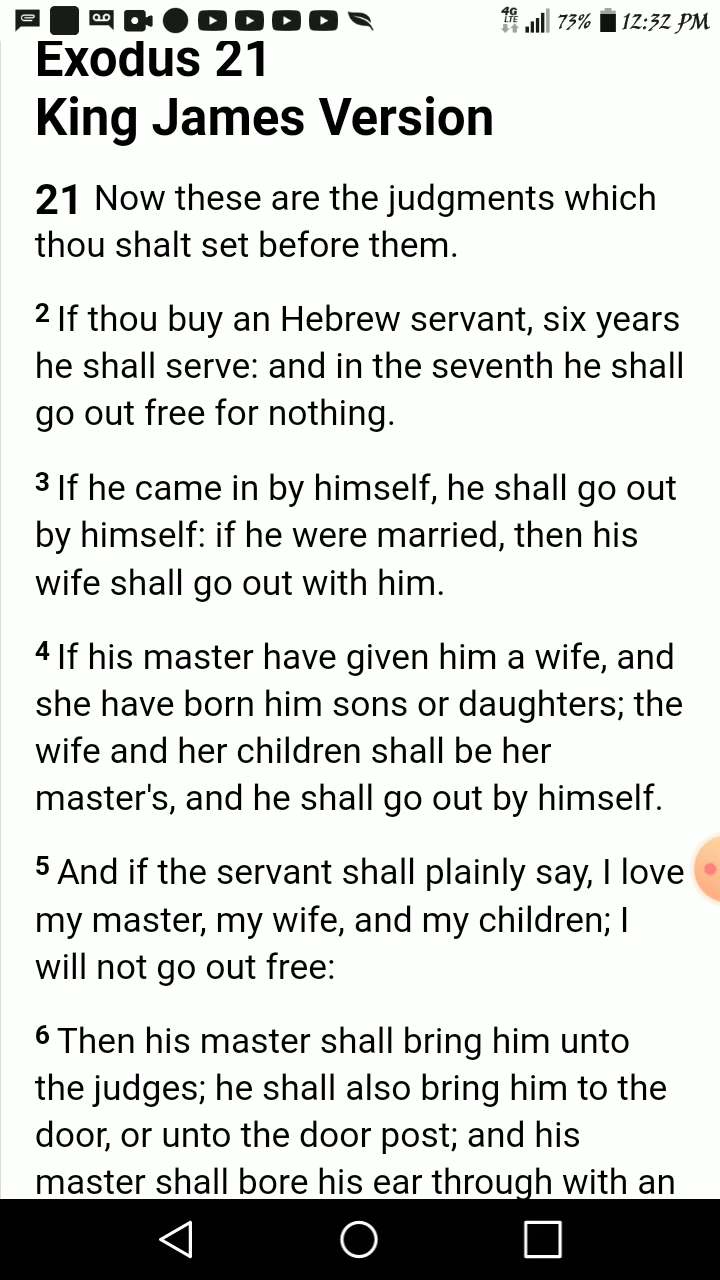 4G
LTE
73%
12:32 PM
Exodus 21
King James Version
21 Now these are the judgments which
thou shalt set before them.
2 If thou buy an Hebrew servant, six years
he shall serve: and in the seventh he shall
go out free for nothing.
3 If he came in by himself, he shall go out
by himself: if he were married, then his
wife shall go out with him.
4 If his master have given him a wife, and
she have born him sons or daughters; the
wife and her children shall be her
master's, and he shall go out by himself.
5 And if the servant shall plainly say, I love
my master, my wife, and my children; I
will not go out free:
6 Then his master shall bring him unto
the judges; he shall also bring him to the
door, or unto the door post; and his
master shall bore his ear through with an